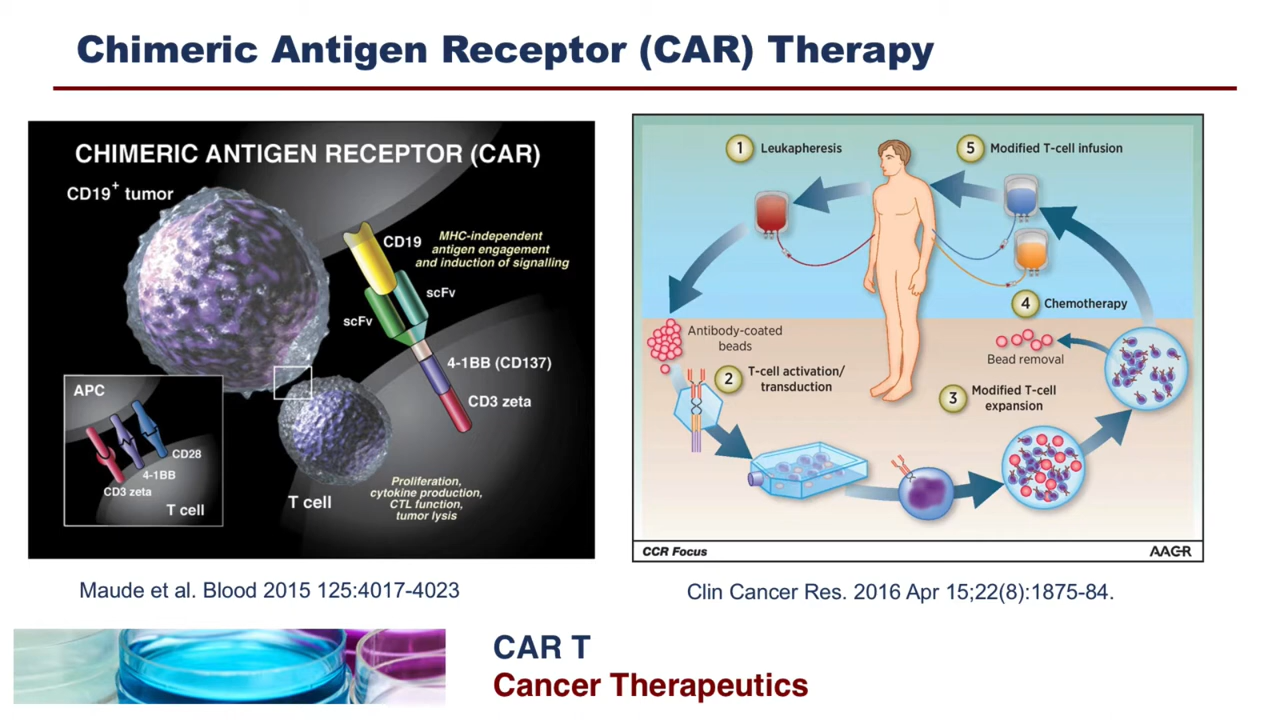 Chimeric Antigen Receptor (CAR) Therapy
CHIMERIC ANTIGEN RECEPTOR (CAR)
CD19+ tumor
CD19
MHC-independent
antigen engagement
and induction of signalling
scFv
scFv
4-1BB (CD137)
CD3 zeta
APC
CD28
4-1BB
CD3 zeta
T cell
T cell
Proliferation,
cytokine production,
CTL function,
tumor lysis
Maude et al. Blood 2015 125:4017-4023
1 Leukapheresis
5 Modified T-cell infusion
4 Chemotherapy
Antibody-coated
beads
2 T-cell activation/
transduction
Bead removal
3 Modified T-cell
expansion
CCR Focus
AACR
Clin Cancer Res. 2016 Apr 15;22(8):1875-84.
CAR T
Cancer Therapeutics